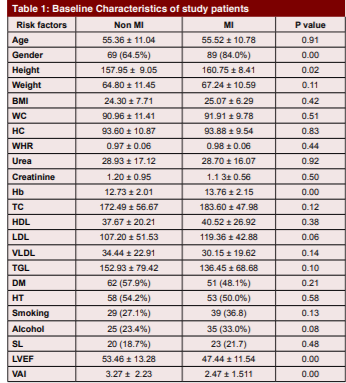 Table 1: Baseline Characteristics of study patients
Risk factors Non MI MI P value
Age 55.36 ± 11.04 55.52 ± 10.78 0.91
Gender 69 (64.5%) 89 (84.0%) 0.00
Height 157.95 ± 9.05 160.75 ± 8.41 0.02
Weight 64.80 ± 11.45 67.24 ± 10.59 0.11
BMI 24.30 ± 7.71 25.07 ± 6.29 0.42
WC 90.96 ± 11.41 91.91 ± 9.78 0.51
HC 93.60 ± 10.87 93.88 ± 9.54 0.83
WHR 0.97 ± 0.06 0.98 ± 0.06 0.44
Urea 28.93 ± 17.12 28.70 ± 16.07 0.92
Creatinine 1.20 ± 0.95 1.1 3± 0.56 0.50
Hb 12.73 ± 2.01 13.76 ± 2.15 0.00
TC 172.49 ± 56.67 183.60 ± 47.98 0.12
HDL 37.67 ± 20.21 40.52 ± 26.92 0.38
LDL 107.20 ± 51.53 119.36 ± 42.88 0.06
VLDL 34.44 ± 22.91 30.15 ± 19.62 0.14
TGL 152.93 ± 79.42 136.45 ± 68.68 0.10
DM 62 (57.9%) 51 (48.1%) 0.21
HT 58 (54.2%) 53 (50.0%) 0.58
Smoking 29 (27.1%) 39 (36.8) 0.13
Alcohol 25 (23.4%) 35 (33.0%) 0.08
SL 20 (18.7%) 23 (21.7) 0.48
LVEF 53.46 ± 13.28 47.44 ± 11.54 0.00
VAI 3.27 ± 2.23 2.47 ± 1.511 0.00